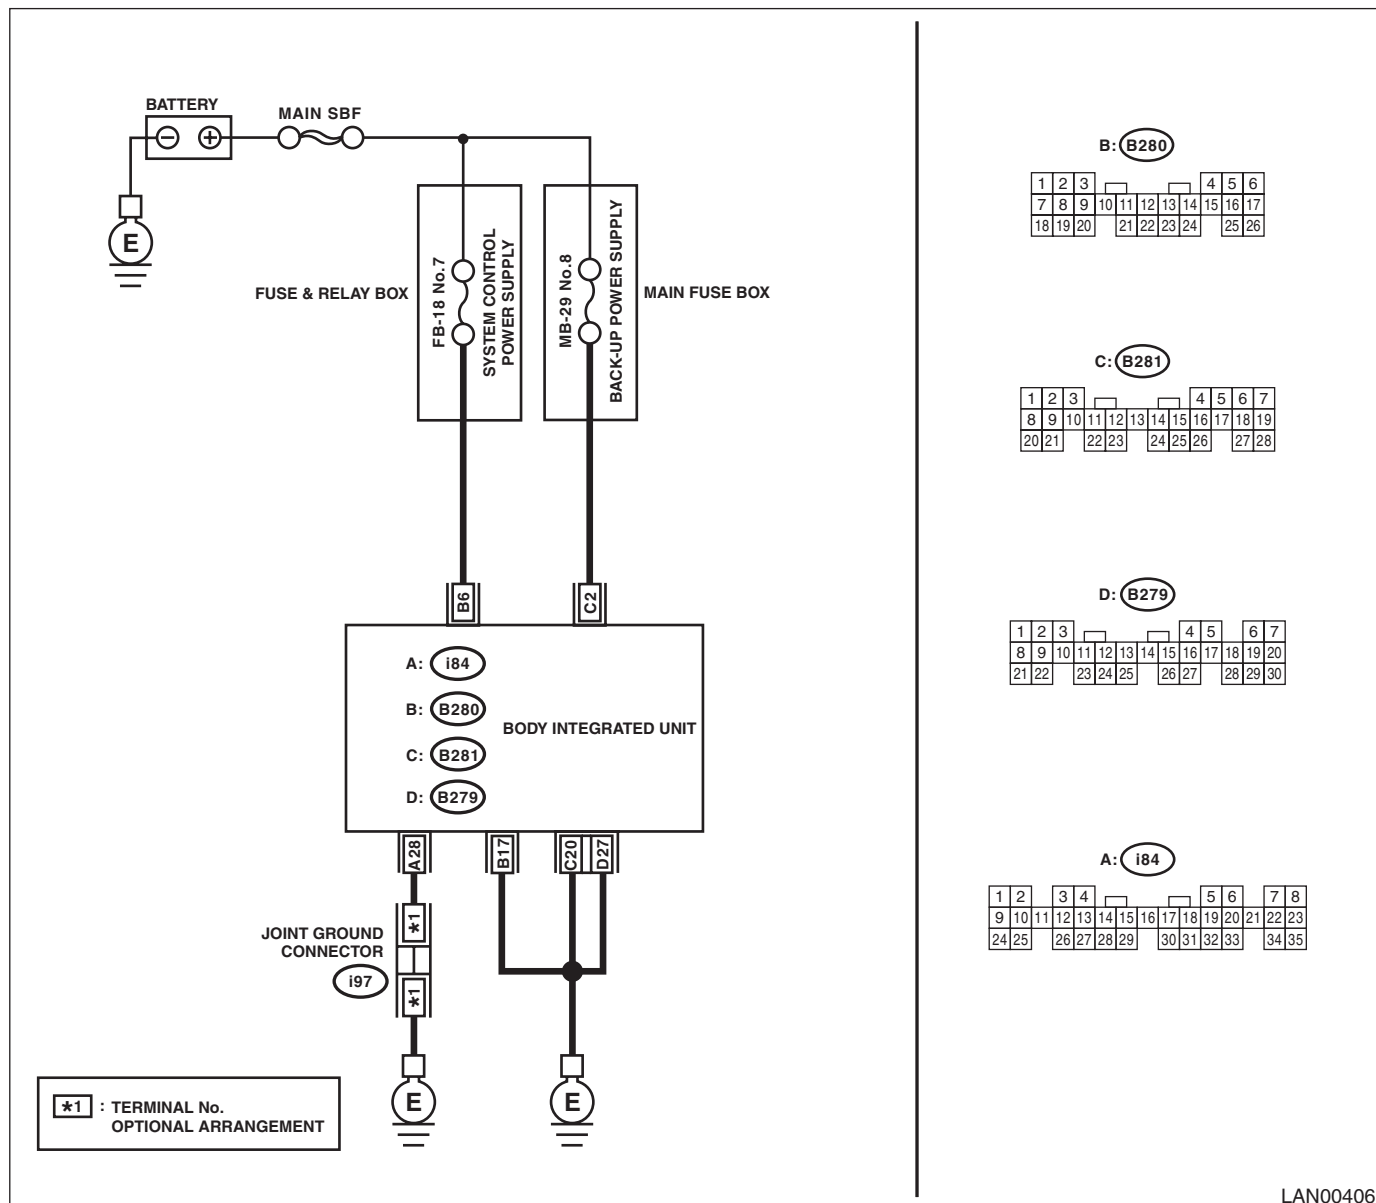 BATTERY
MAIN SBF
− +
E
FUSE & RELAY BOX
FB-18 No.7
SYSTEM CONTROL
POWER SUPPLY
MB-29 No.8
BACK-UP POWER SUPPLY
MAIN FUSE BOX
B6
C2
A: i84
B: B280
C: B281
D: B279
BODY INTEGRATED UNIT
A28
B17
C20
D27
JOINT GROUND
CONNECTOR
i97
*1
*1
E
E
*1 : TERMINAL No.
OPTIONAL ARRANGEMENT
B: B280
1 2 3 4 5 6
7 8 9 10 11 12 13 14 15 16 17
18 19 20 21 22 23 24 25 26
C: B281
1 2 3 4 5 6 7
8 9 10 11 12 13 14 15 16 17 18 19
20 21 22 23 24 25 26 27 28
D: B279
1 2 3 4 5 6 7
8 9 10 11 12 13 14 15 16 17 18 19 20
21 22 23 24 25 26 27 28 29 30
A: i84
1 2 3 4 5 6 7 8
9 10 11 12 13 14 15 16 17 18 19 20 21 22 23
24 25 26 27 28 29 30 31 32 33 34 35
LAN00406